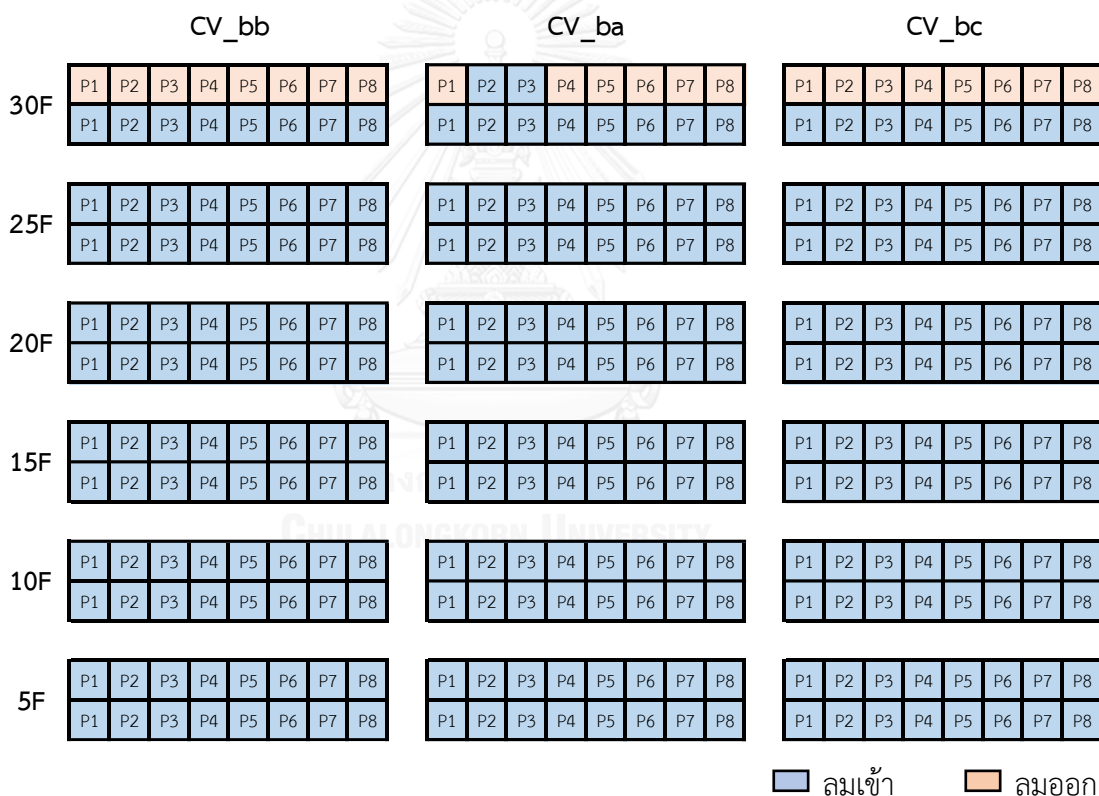 CV_bb CV_ba CV_bc
P1 P2 P3 P4 P5 P6 P7 P8 P1 P2 P3 P4 P5 P6 P7 P8 P1 P2 P3 P4 P5 P6 P7 P8
30F
P1 P2 P3 P4 P5 P6 P7 P8 P1 P2 P3 P4 P5 P6 P7 P8 P1 P2 P3 P4 P5 P6 P7 P8
P1 P2 P3 P4 P5 P6 P7 P8 P1 P2 P3 P4 P5 P6 P7 P8 P1 P2 P3 P4 P5 P6 P7 P8
25F
P1 P2 P3 P4 P5 P6 P7 P8 P1 P2 P3 P4 P5 P6 P7 P8 P1 P2 P3 P4 P5 P6 P7 P8
P1 P2 P3 P4 P5 P6 P7 P8 P1 P2 P3 P4 P5 P6 P7 P8 P1 P2 P3 P4 P5 P6 P7 P8
20F
P1 P2 P3 P4 P5 P6 P7 P8 P1 P2 P3 P4 P5 P6 P7 P8 P1 P2 P3 P4 P5 P6 P7 P8
P1 P2 P3 P4 P5 P6 P7 P8 P1 P2 P3 P4 P5 P6 P7 P8 P1 P2 P3 P4 P5 P6 P7 P8
15F
P1 P2 P3 P4 P5 P6 P7 P8 P1 P2 P3 P4 P5 P6 P7 P8 P1 P2 P3 P4 P5 P6 P7 P8
CHULALONGKORN UNIVERSITY
P1 P2 P3 P4 P5 P6 P7 P8 P1 P2 P3 P4 P5 P6 P7 P8 P1 P2 P3 P4 P5 P6 P7 P8
10F
P1 P2 P3 P4 P5 P6 P7 P8 P1 P2 P3 P4 P5 P6 P7 P8 P1 P2 P3 P4 P5 P6 P7 P8
P1 P2 P3 P4 P5 P6 P7 P8 P1 P2 P3 P4 P5 P6 P7 P8 P1 P2 P3 P4 P5 P6 P7 P8
5F
P1 P2 P3 P4 P5 P6 P7 P8 P1 P2 P3 P4 P5 P6 P7 P8 P1 P2 P3 P4 P5 P6 P7 P8
ลมเข้า ลมออก